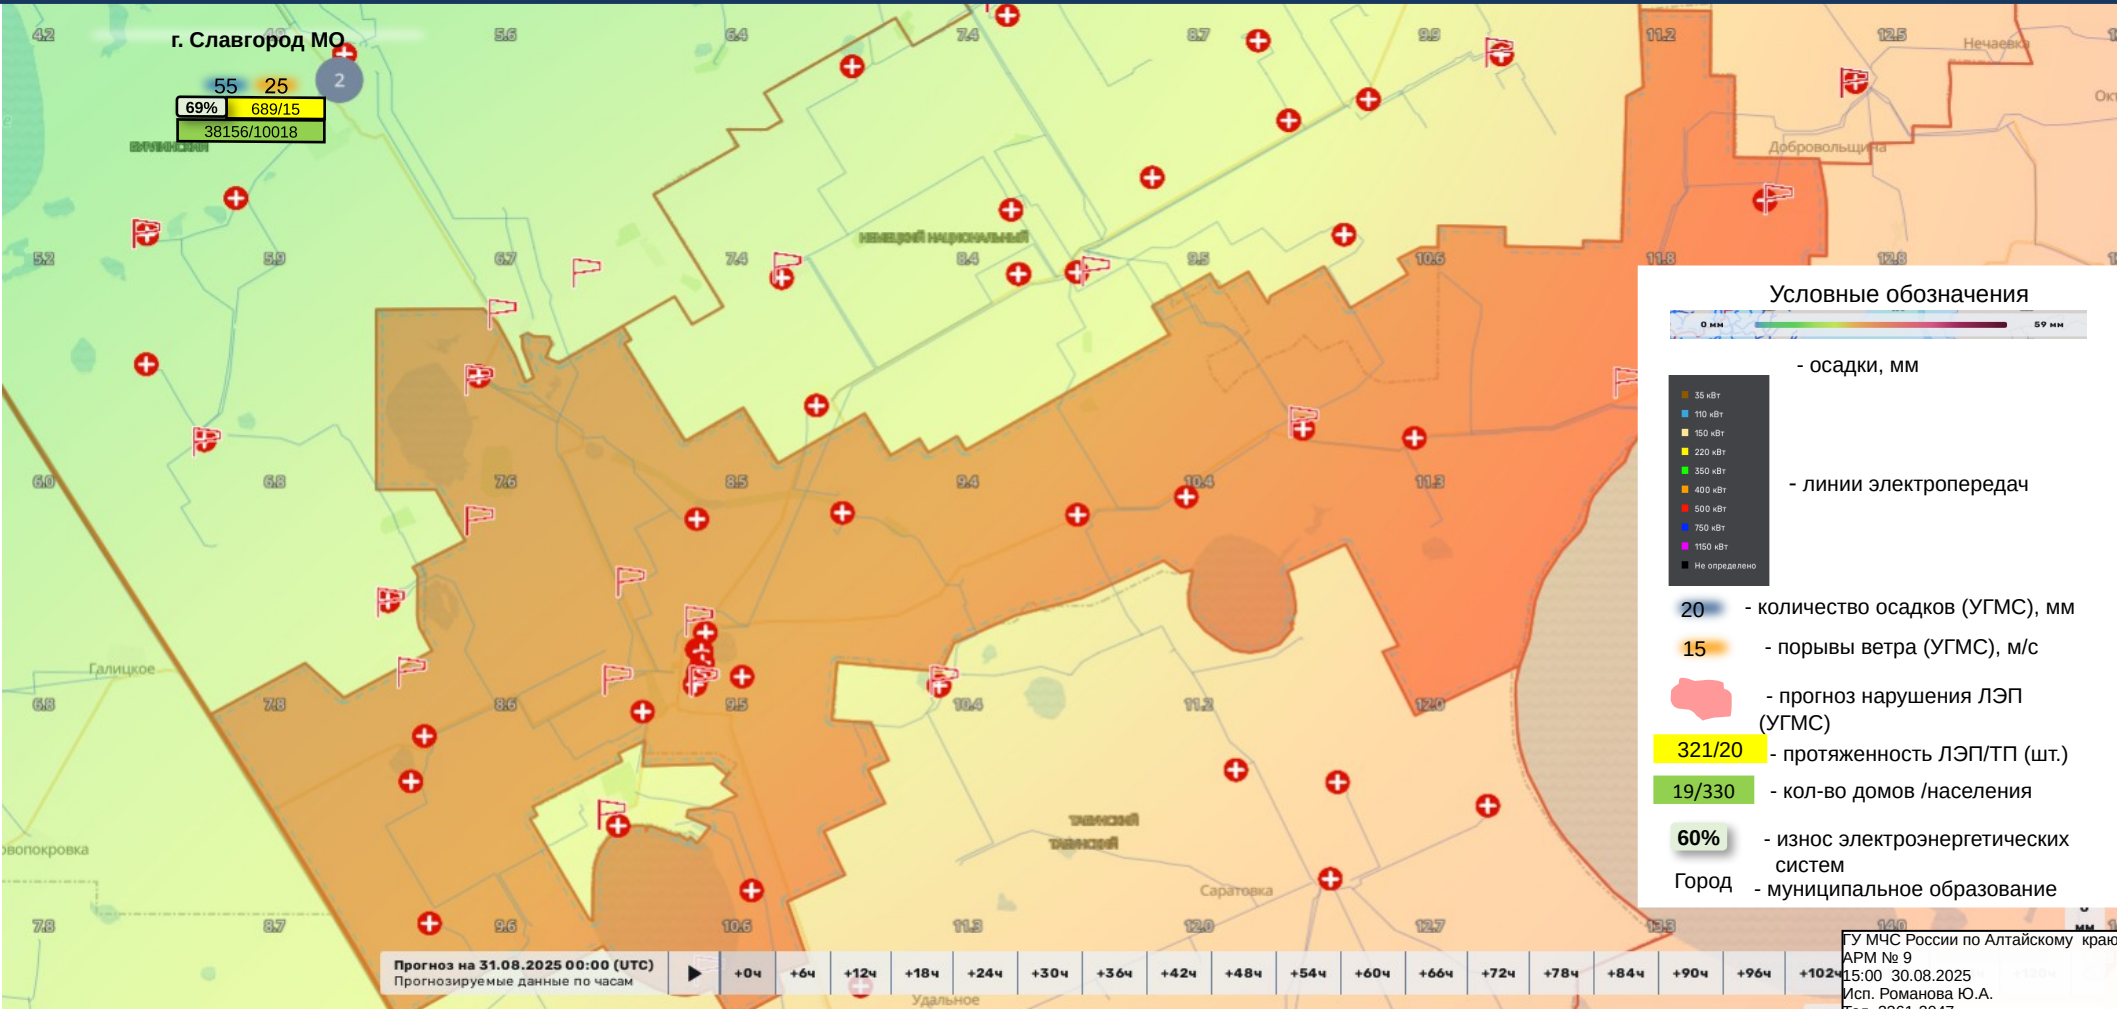 4.2
5.6
6.4
7.4
8.7
9.9
11.2
12.5
Нечаевка
г. Славгород МО
2
55 25
69% 689/15
38156/10018
БУРЛИНСКИЙ
Добровольщина
НЕМЕЦКИЙ НАЦИОНАЛЬНЫЙ
5.2
5.9
6.7
7.4
8.4
9.5
10.6
11.8
12.8
6.0
6.8
7.6
8.5
9.4
10.4
11.3
Галицкое
6.8
7.8
8.6
9.5
10.4
11.2
12.0
ТАБУНСКИЙ
ТАБУНСКИЙ
Саратовка
7.8
8.7
9.6
10.6
11.3
12.0
12.7
13.3
14.0
Удальное
Условные обозначения
0 мм 59 мм
- осадки, мм
35 кВт
110 кВт
150 кВт
220 кВт
350 кВт
400 кВт
500 кВт
750 кВт
1150 кВт
Не определено
- линии электропередач
20 - количество осадков (УГМС), мм
15 - порывы ветра (УГМС), м/с
- прогноз нарушения ЛЭП
(УГМС)
321/20 - протяженность ЛЭП/ТП (шт.)
19/330 - кол-во домов /населения
60% - износ электроэнергетических
систем
Город - муниципальное образование
мм
Прогноз на 31.08.2025 00:00 (UTC)
Прогнозируемые данные по часам
+0ч +6ч +12ч +18ч +24ч +30ч +36ч +42ч +48ч +54ч +60ч +66ч +72ч +78ч +84ч +90ч +96ч +102ч
ГУ МЧС России по Алтайскому краю
АРМ № 9
15:00 30.08.2025
Исп. Романова Ю.А.